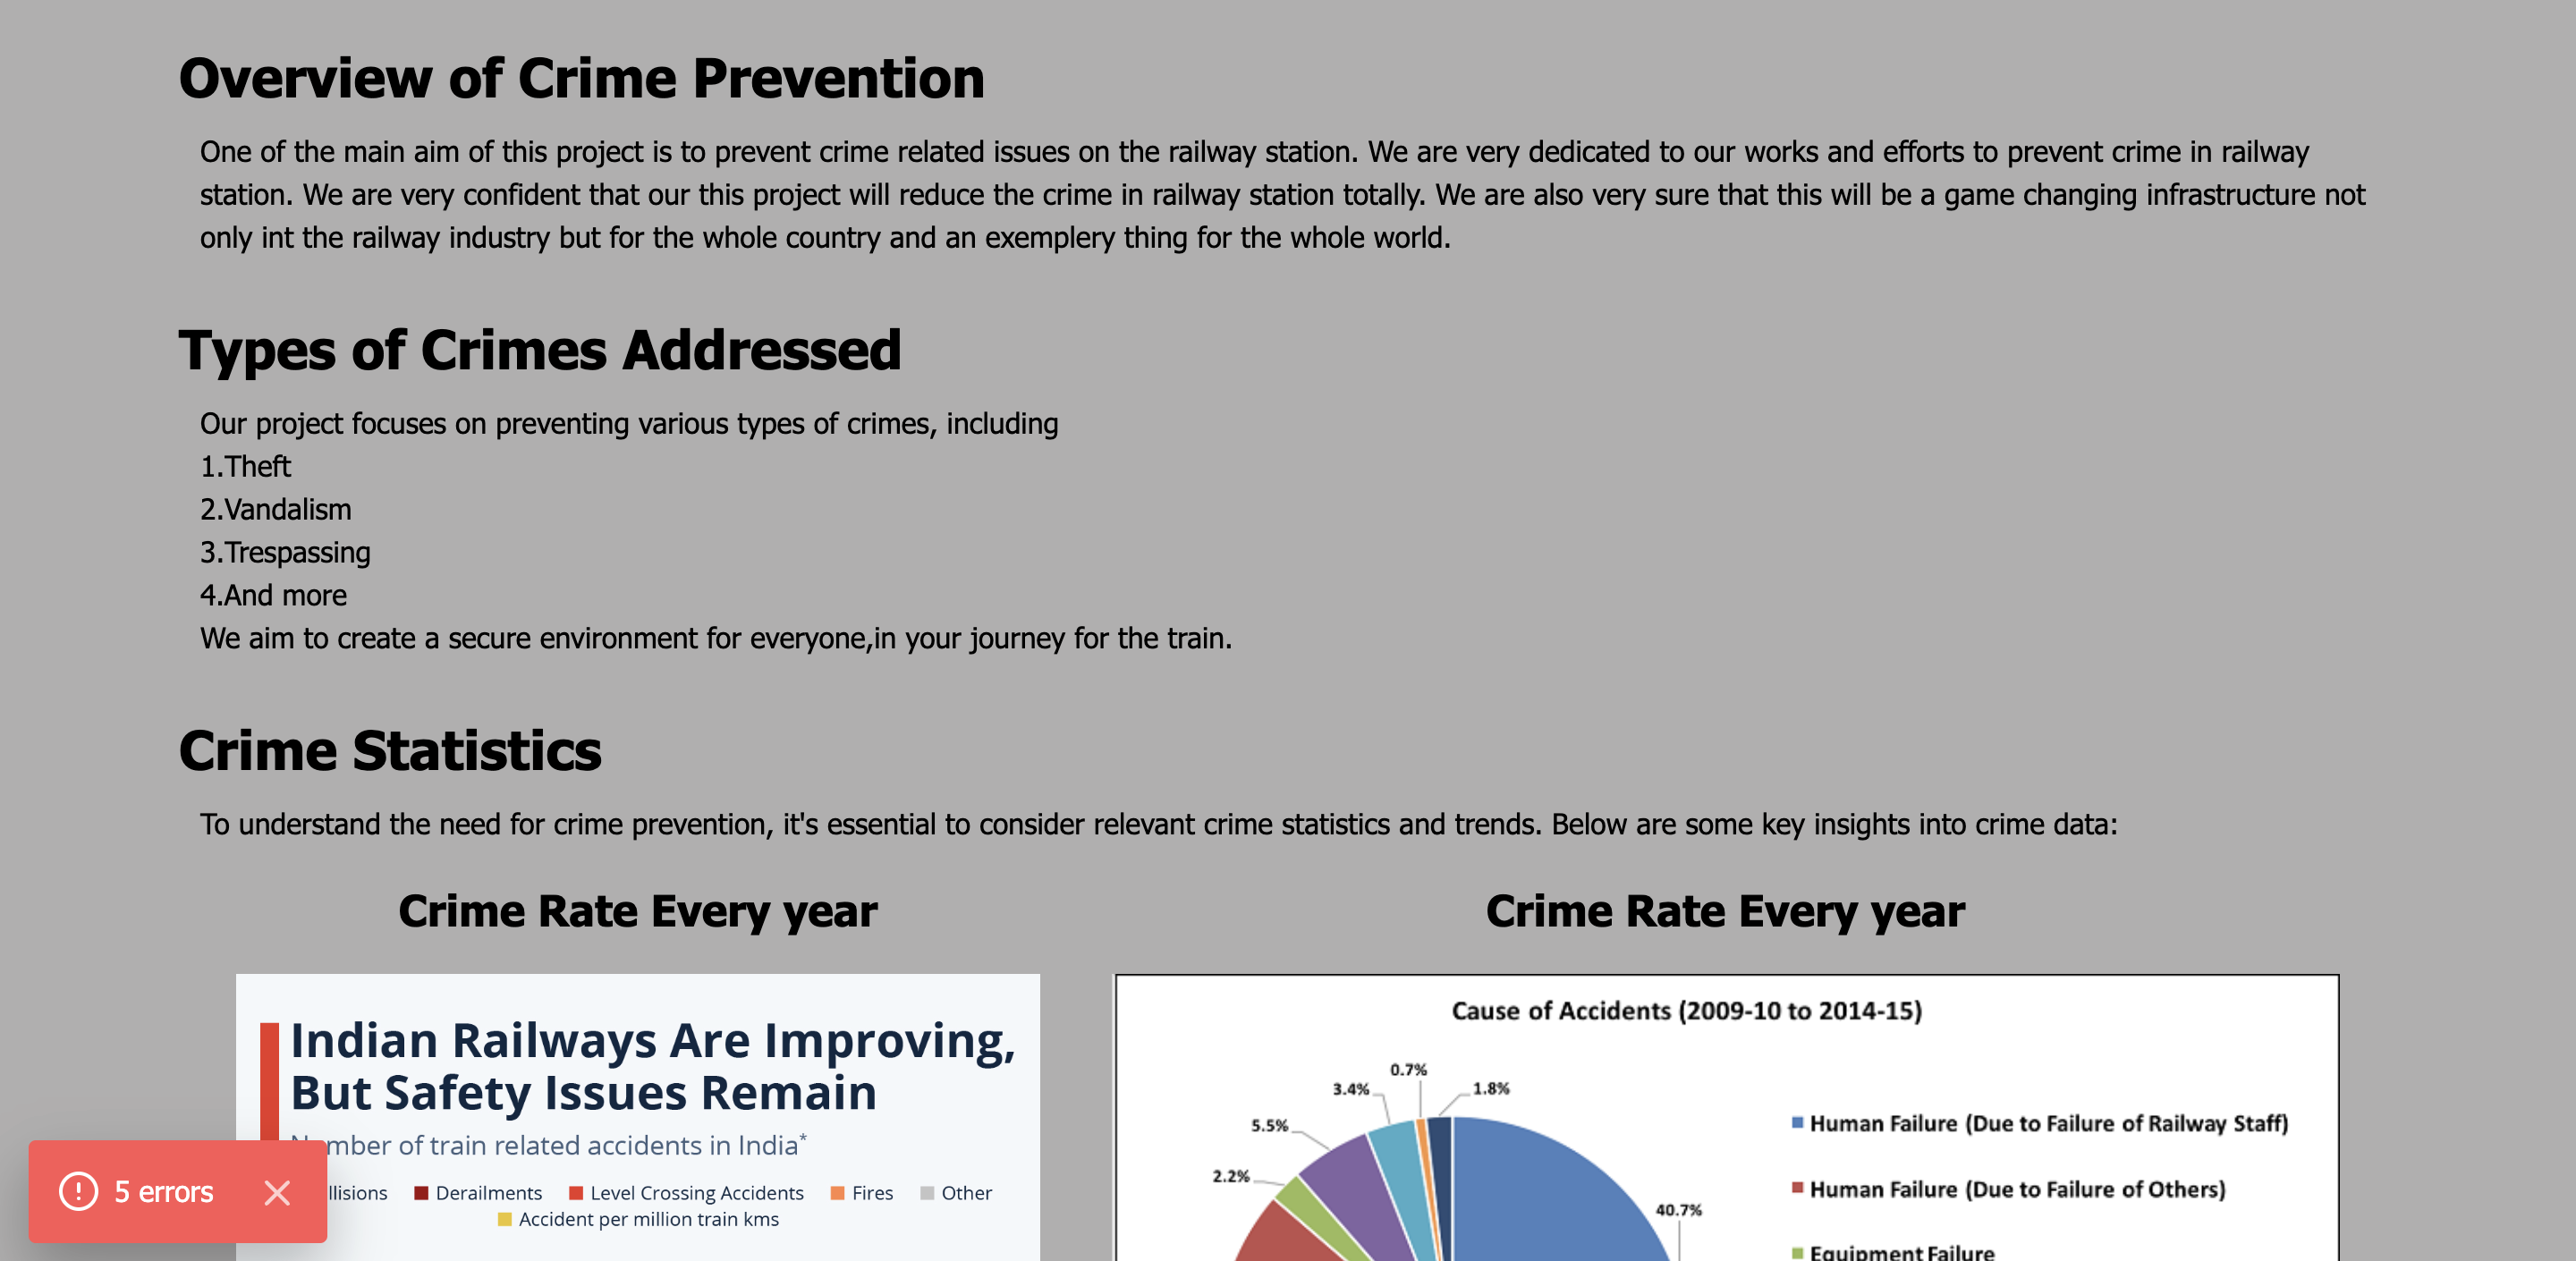 Overview of Crime Prevention
One of the main aim of this project is to prevent crime related issues on the railway station. We are very dedicated to our works and efforts to prevent crime in railway
station. We are very confident that our this project will reduce the crime in railway station totally. We are also very sure that this will be a game changing infrastructure not
only int the railway industry but for the whole country and an exemplery thing for the whole world.
Types of Crimes Addressed
Our project focuses on preventing various types of crimes, including
1.Theft
2.Vandalism
3.Trespassing
4.And more
We aim to create a secure environment for everyone,in your journey for the train.
Crime Statistics
To understand the need for crime prevention, it's essential to consider relevant crime statistics and trends. Below are some key insights into crime data:
Crime Rate Every year
Indian Railways Are Improving,
But Safety Issues Remain
of train related accidents in India*
Derailments Level Crossing Accidents Fires Other
Accident per million train kms
5 errors
Crime Rate Every year
Cause of Accidents (2009-10 to 2014-15)
0.7%
3.4%
1.8%
5.5%
2.2%
40.7%
Human Failure (Due to Failure of Railway Staff)
Human Failure (Due to Failure of Others)
Equipment Failure